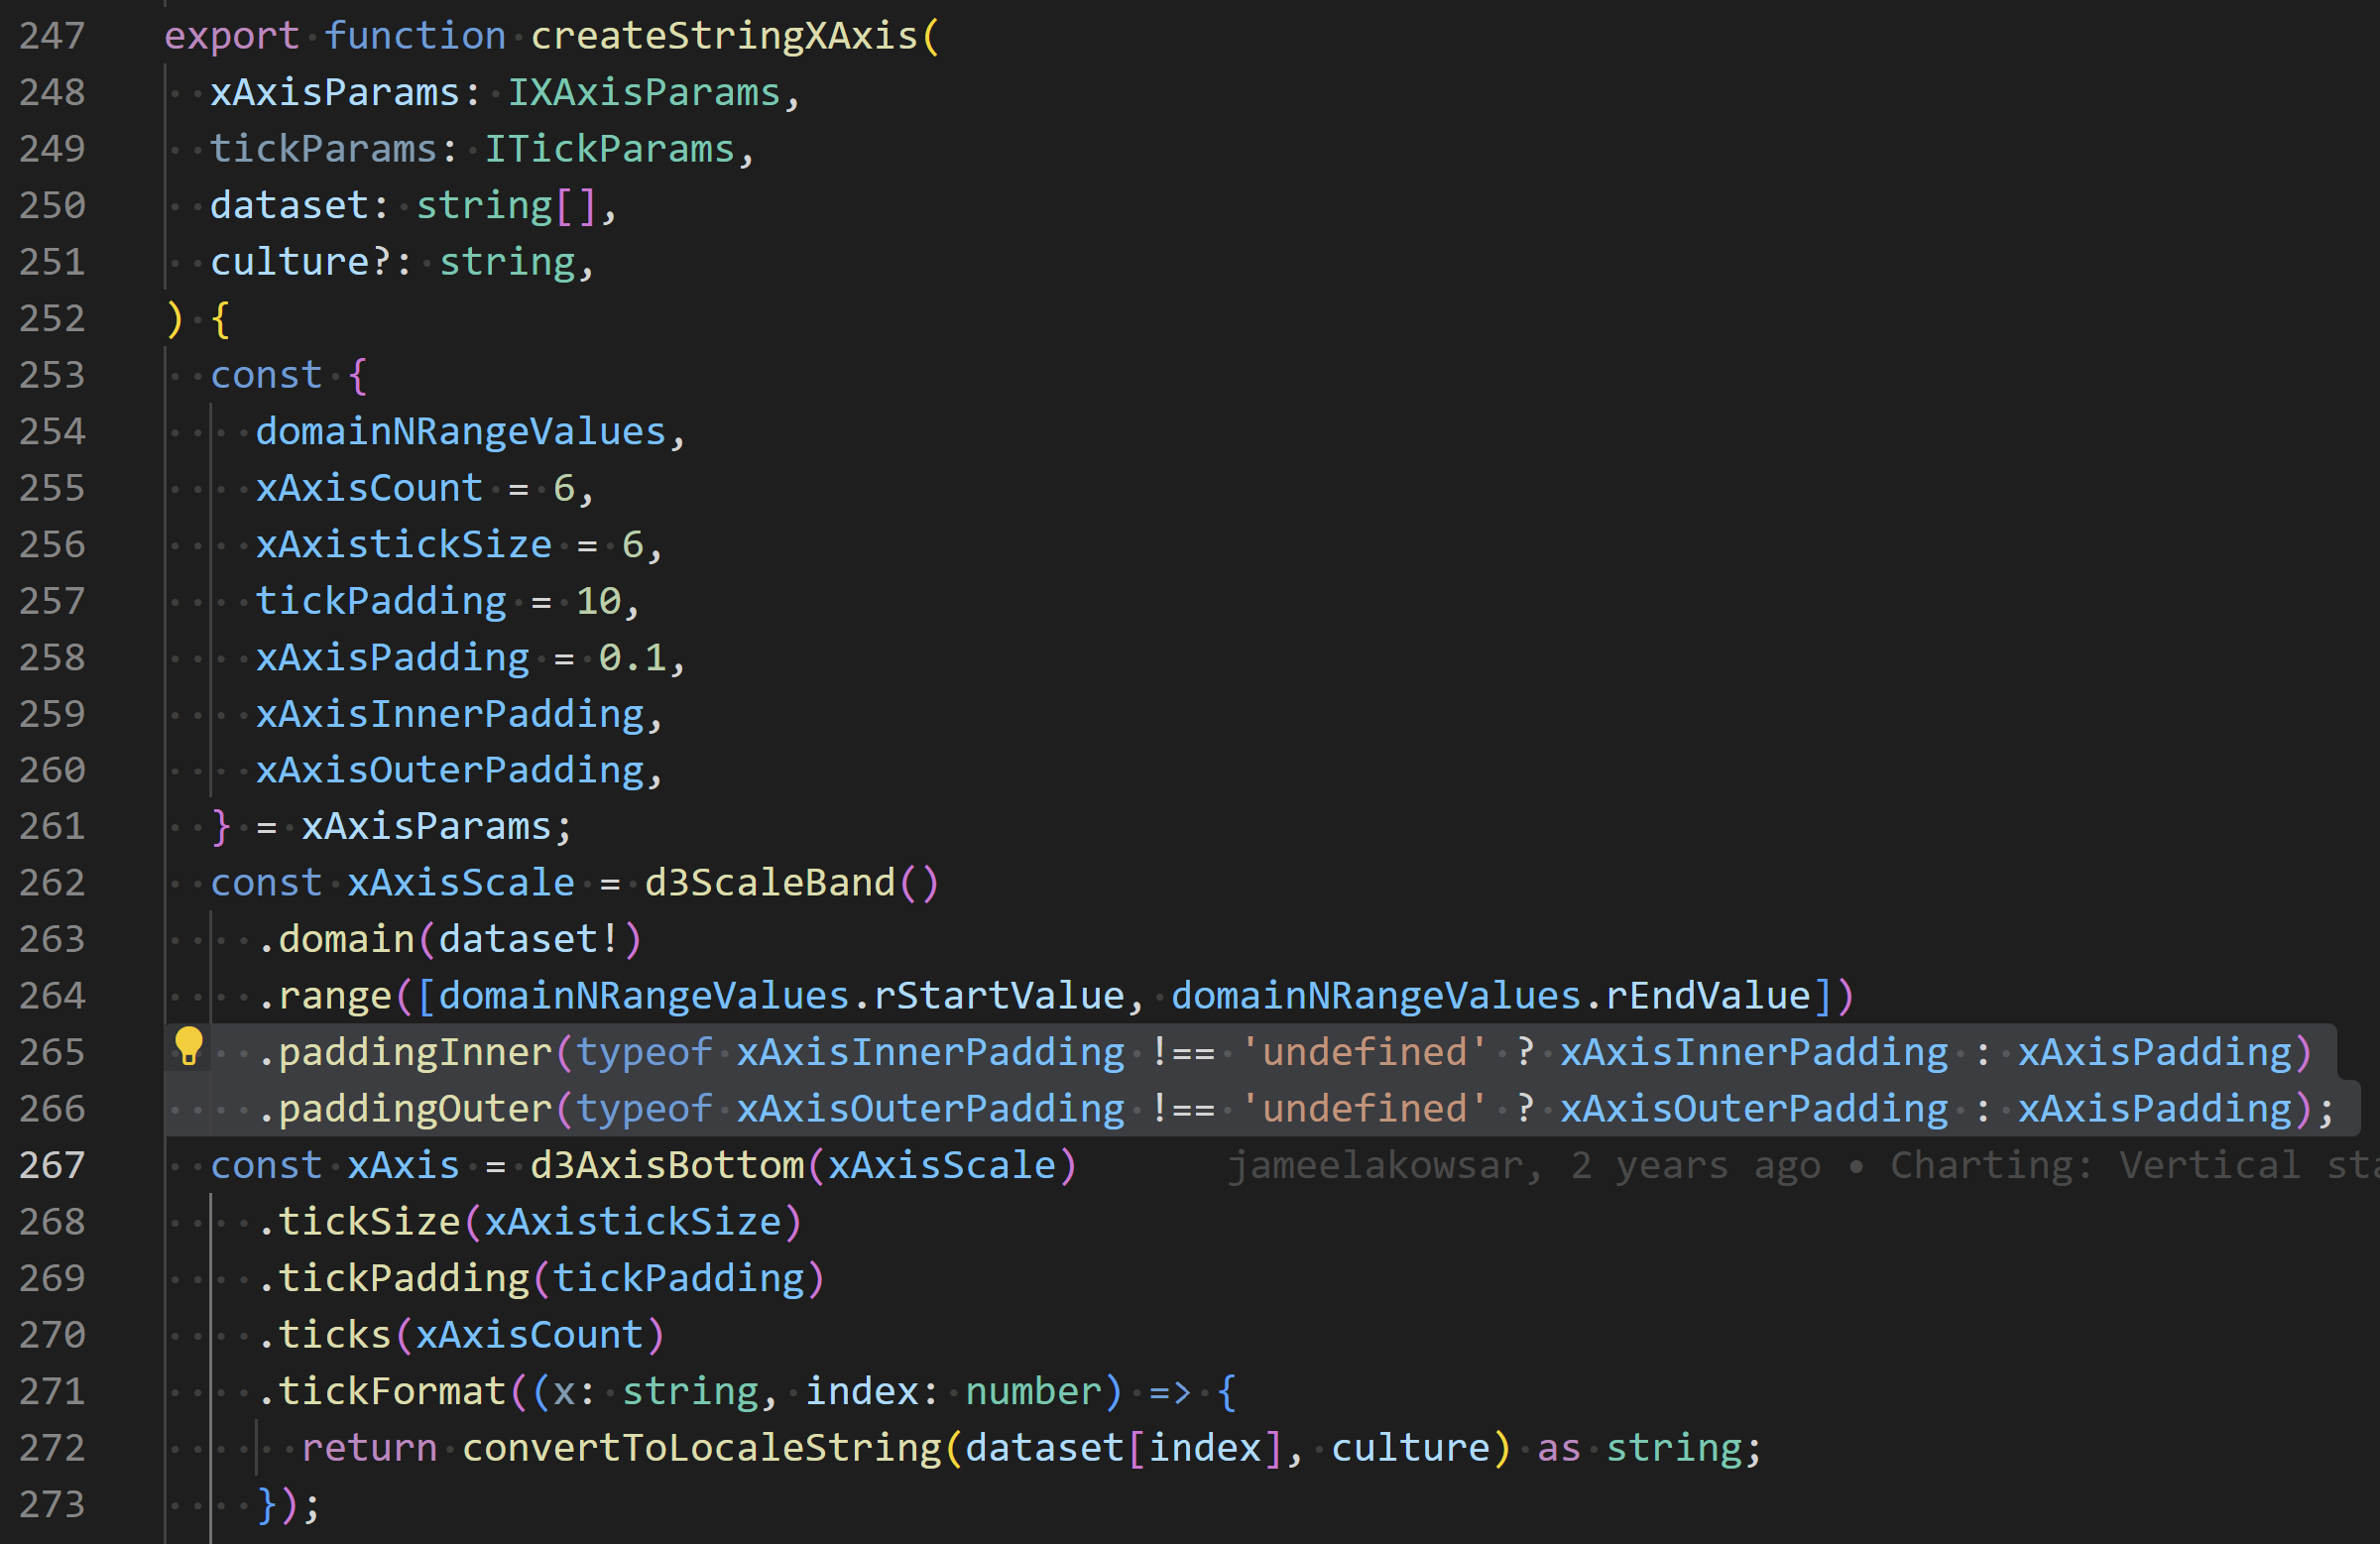 247 export function createStringXAxis(
248 xAxisParams: IXAxisParams,
249 tickParams: ITickParams,
250 dataset: string[],
251 culture?: string,
252 ) {
253 const {
254 domainNRangeValues,
255 xAxisCount = 6,
256 xAxistickSize = 6,
257 tickPadding = 10,
258 xAxisPadding = 0.1,
259 xAxisInnerPadding,
260 xAxisOuterPadding,
261 } = xAxisParams;
262 const xAxisScale = d3ScaleBand()
263 .domain(dataset!)
264 .range([domainNRangeValues.rStartValue, domainNRangeValues.rEndValue])
265 .paddingInner(typeof xAxisInnerPadding !== 'undefined' ? xAxisInnerPadding : xAxisPadding)
266 .paddingOuter(typeof xAxisOuterPadding !== 'undefined' ? xAxisOuterPadding : xAxisPadding);
267 const xAxis = d3AxisBottom(xAxisScale) jameelakowsar, 2 years ago • Charting: Vertical sta
268 .tickSize(xAxistickSize)
269 .tickPadding(tickPadding)
270 .ticks(xAxisCount)
271 .tickFormat((x: string, index: number) => {
272 return convertToLocaleString(dataset[index], culture) as string;
273 });